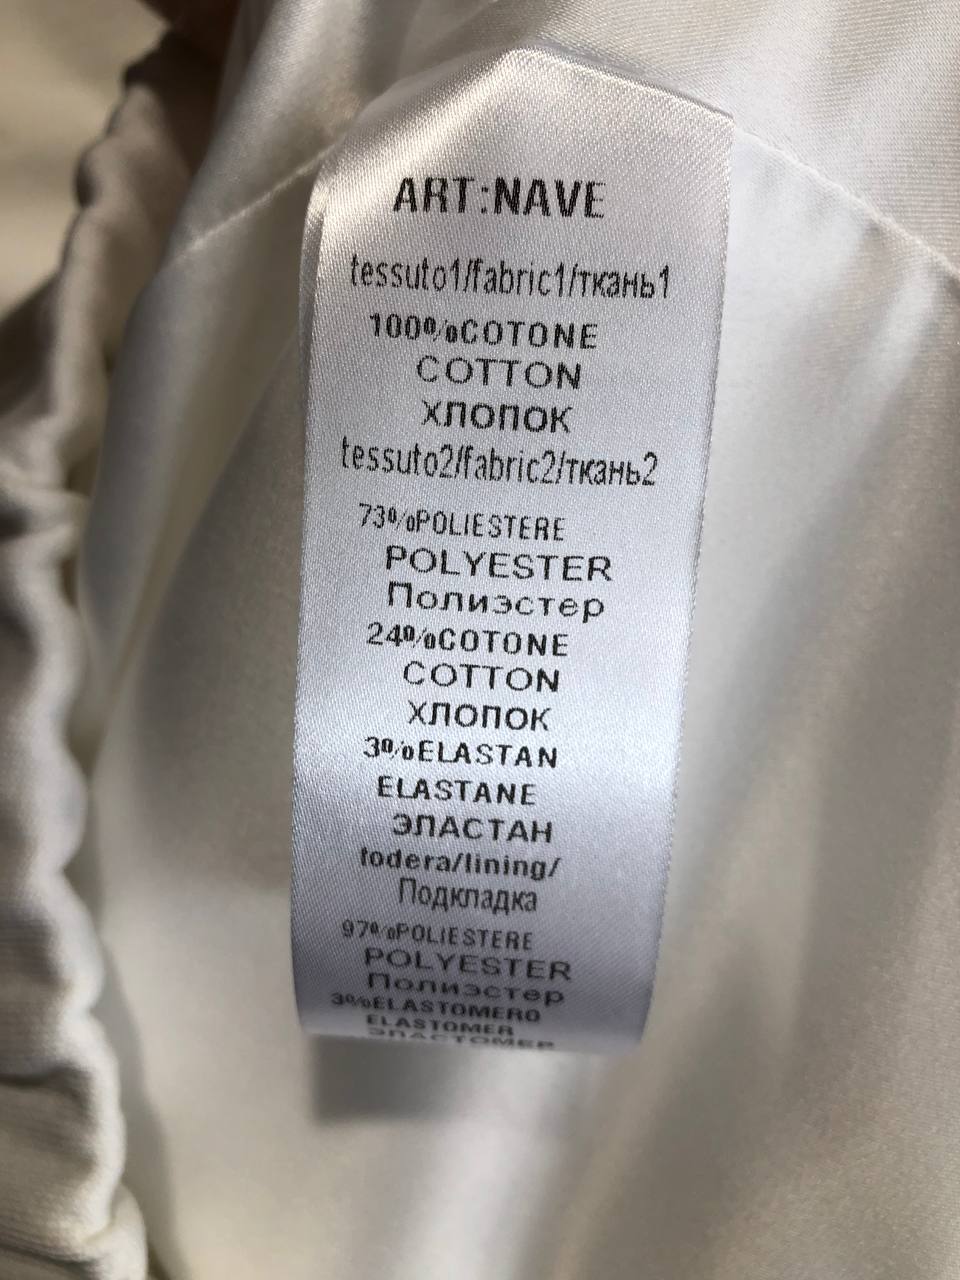 ART:NAVE
tessuto1/fabric1/ткань1
100%COTONE
COTTON
ХЛОПОК
tessuto2/fabric2/ткань2
73%POLIESTERE
POLYESTER
Полиэстер
24%COTONE
COTTON
ХЛОПОК
3%ELASTAN
ELASTANE
ЭЛАСТАН
fodera/lining/
Подкладка
97%POLIESTERE
POLYESTER
Полиэстер
3%ELASTOMERO
ELASTOMER
ЭЛАСТОМЕР